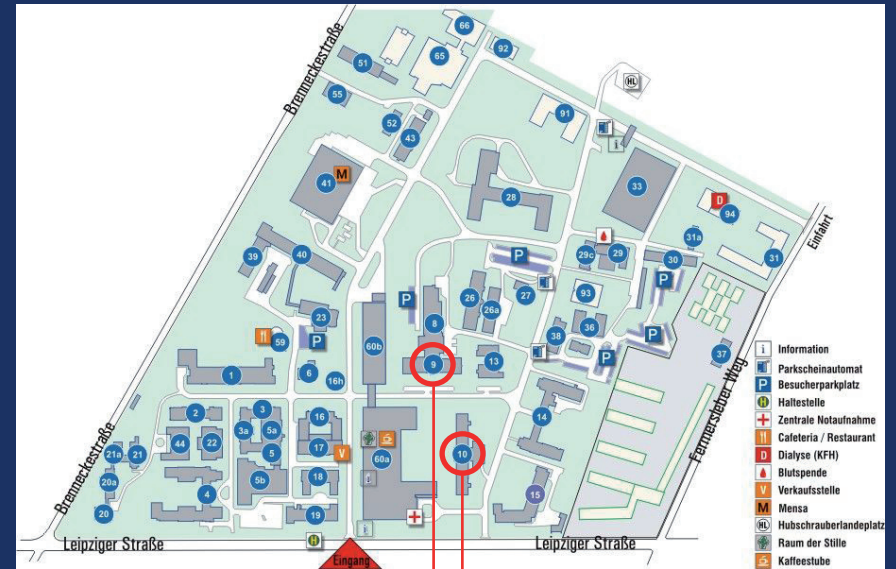 66
92
65
51
Brenneckestraße
HL
55
91
52
43
i
41
M
33
28
D
94
31a
Einfahrt
39
40
29c
29
30
31
P
P
26
27
93
P
23
8
26a
36
P
59
P
60b
38
P
37
1
6
16h
9
13
Fermersleber Weg
2
3
16
14
44
22
3a
5a
17
V
60a
10
21a
21
5
20a
4
5b
18
i
15
20
19
i
Brenneckestraße
Leipziger Straße
H
Eingang
Leipziger Straße
i Information
Parkscheinautomat
P Besucherparkplatz
H Haltestelle
Zentrale Notaufnahme
Cafeteria / Restaurant
D Dialyse (KFH)
Blutspende
V Verkaufsstelle
M Mensa
HL Hubschrauberlandeplatz
Raum der Stille
Kaffeestube